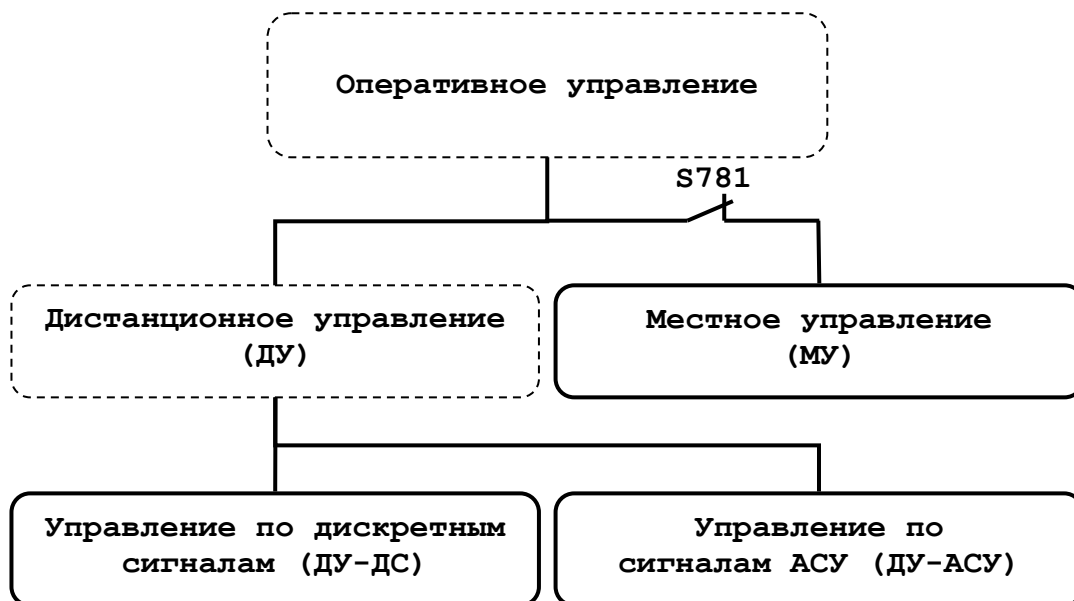 Оперативное управление
S781
Дистанционное управление
(ДУ)
Местное управление
(МУ)
Управление по дискретным
сигналам (ДУ-ДС)
Управление по
сигналам АСУ (ДУ-АСУ)